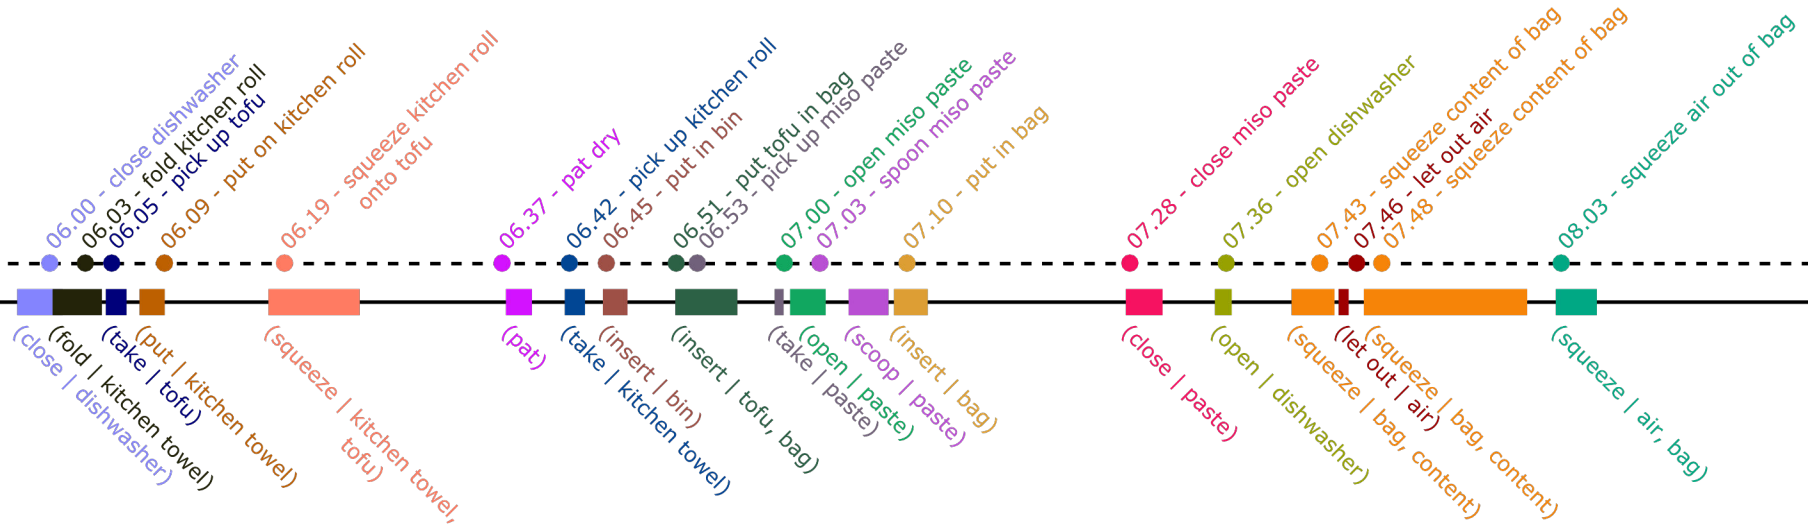 06.00 - close dishwasher
06.03 - fold kitchen roll
06.05 - pick up tofu
06.09 - put on kitchen roll
06.19 - squeeze kitchen roll
onto tofu
06.37 - pat dry
06.42 - pick up kitchen roll
06.45 - put in bin
06.51 - put tofu in bag
06.53 - pick up miso paste
07.00 - open miso paste
07.03 - spoon miso paste
07.10 - put in bag
07.28 - close miso paste
07.36 - open dishwasher
07.43 - squeeze content of bag
07.46 - let out air
07.48 - squeeze content of bag
08.03 - squeeze air out of bag
(close | dishwasher)
(fold | kitchen towel)
(take | tofu)
(put | kitchen towel)
(squeeze | kitchen towel,
tofu)
(pat)
(take | kitchen towel)
(insert | bin)
(insert | tofu, bag)
(take | paste)
(open | paste)
(scoop | paste)
(insert | bag)
(close | paste)
(open | dishwasher)
(squeeze | bag, content)
(let out | air)
(squeeze | bag, content)
(squeeze | air, bag)